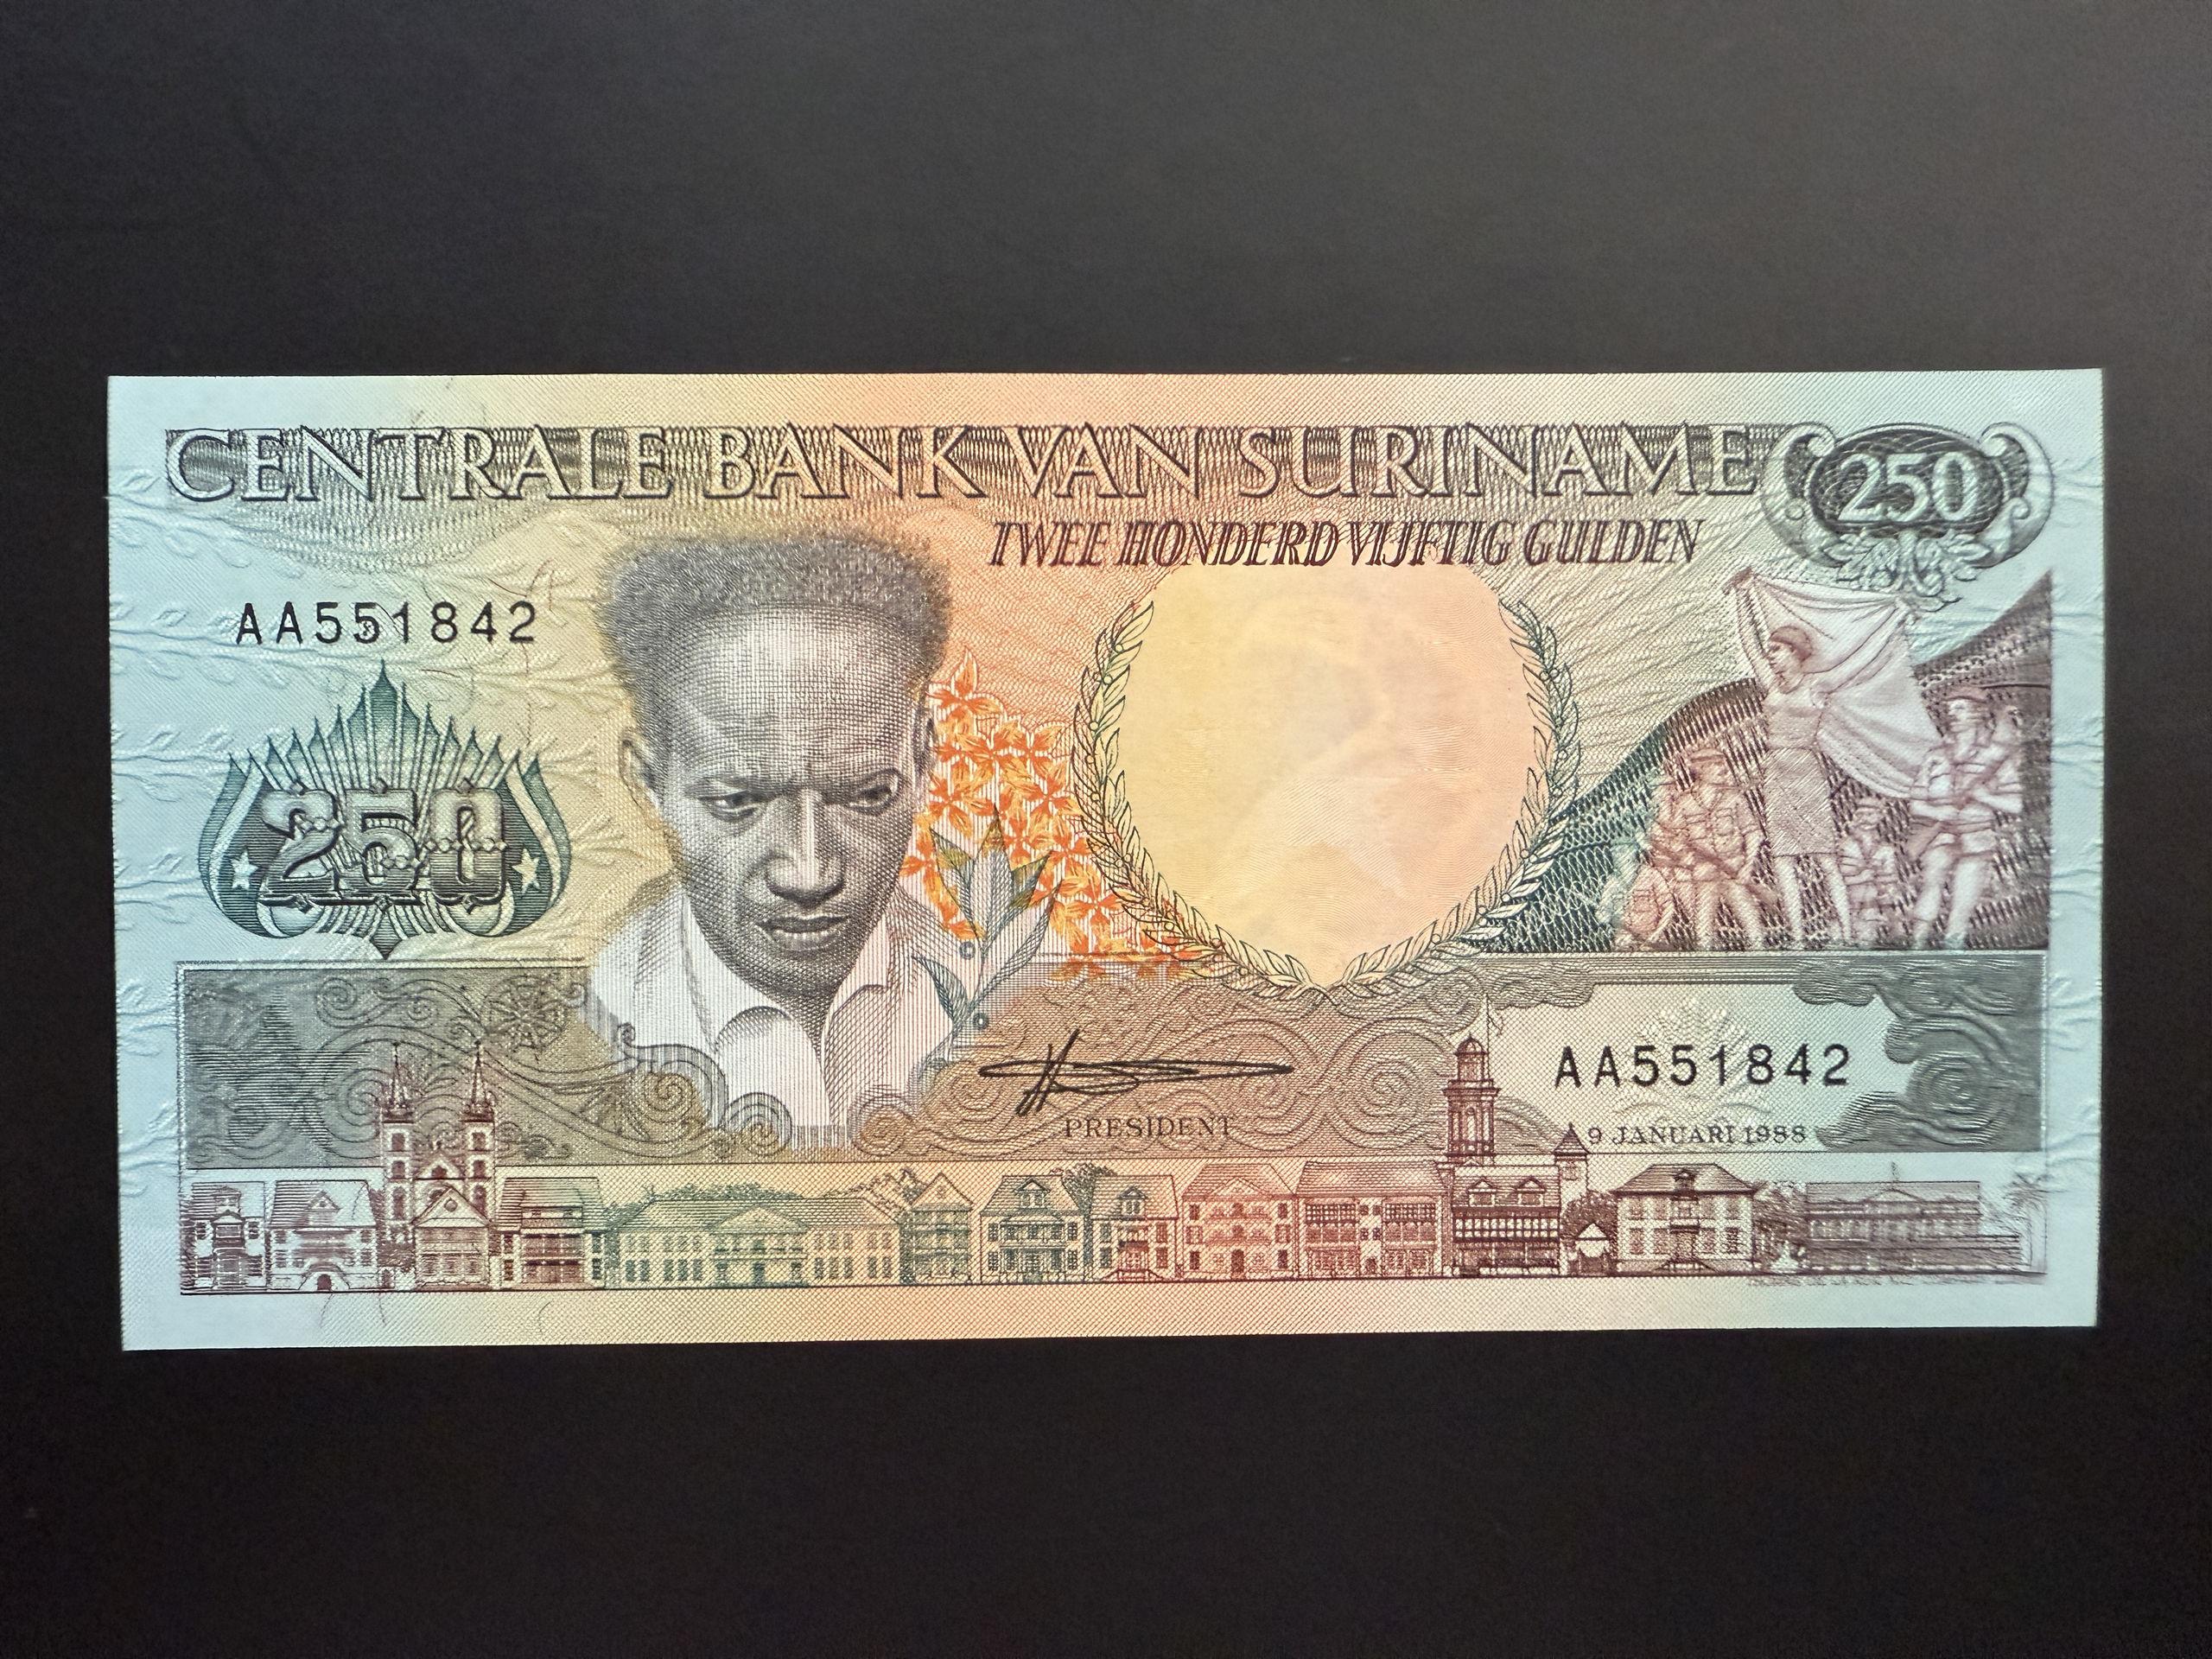 CENTRALE BANK VAN SURINAME
250
TWEE HONDERD VIJFTIG GULDEN
AA551842
250
PRESIDENT
AA551842
9 JANUARI 1988